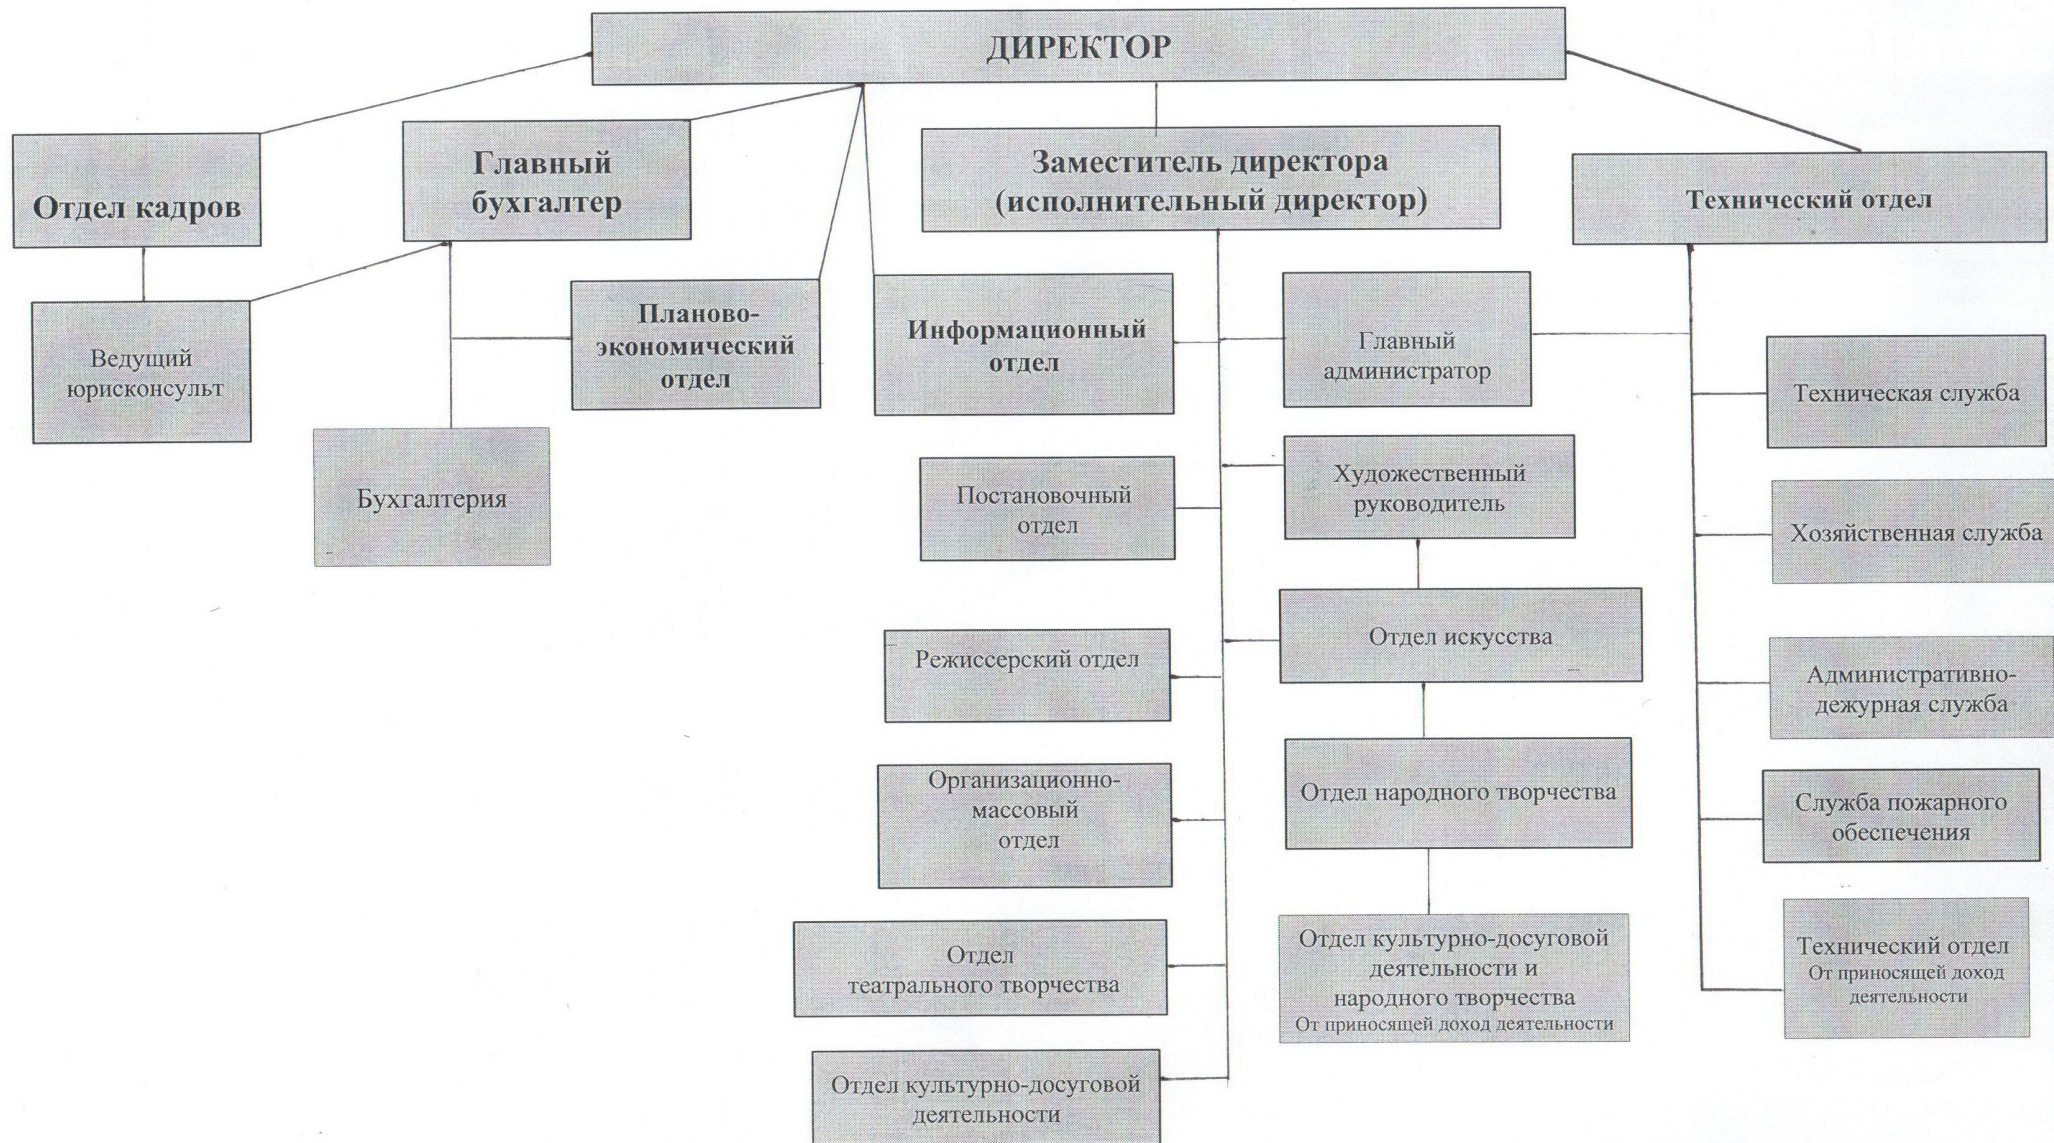 ДИРЕКТОР
Отдел кадров
Главный
бухгалтер
Заместитель директора
(исполнительный директор)
Технический отдел
Ведущий
юрисконсульт
Планово-
экономический
отдел
Информационный
отдел
Главный
администратор
Техническая служба
Бухгалтерия
Постановочный
отдел
Художественный
руководитель
Хозяйственная служба
Режиссерский отдел
Отдел искусства
Административно-
дежурная служба
Организационно-
массовый
отдел
Отдел народного творчества
Служба пожарного
обеспечения
Отдел
театрального творчества
Отдел культурно-досуговой
деятельности и
народного творчества
От приносящей доход деятельности
Технический отдел
От приносящей доход
деятельности
Отдел культурно-досуговой
деятельности